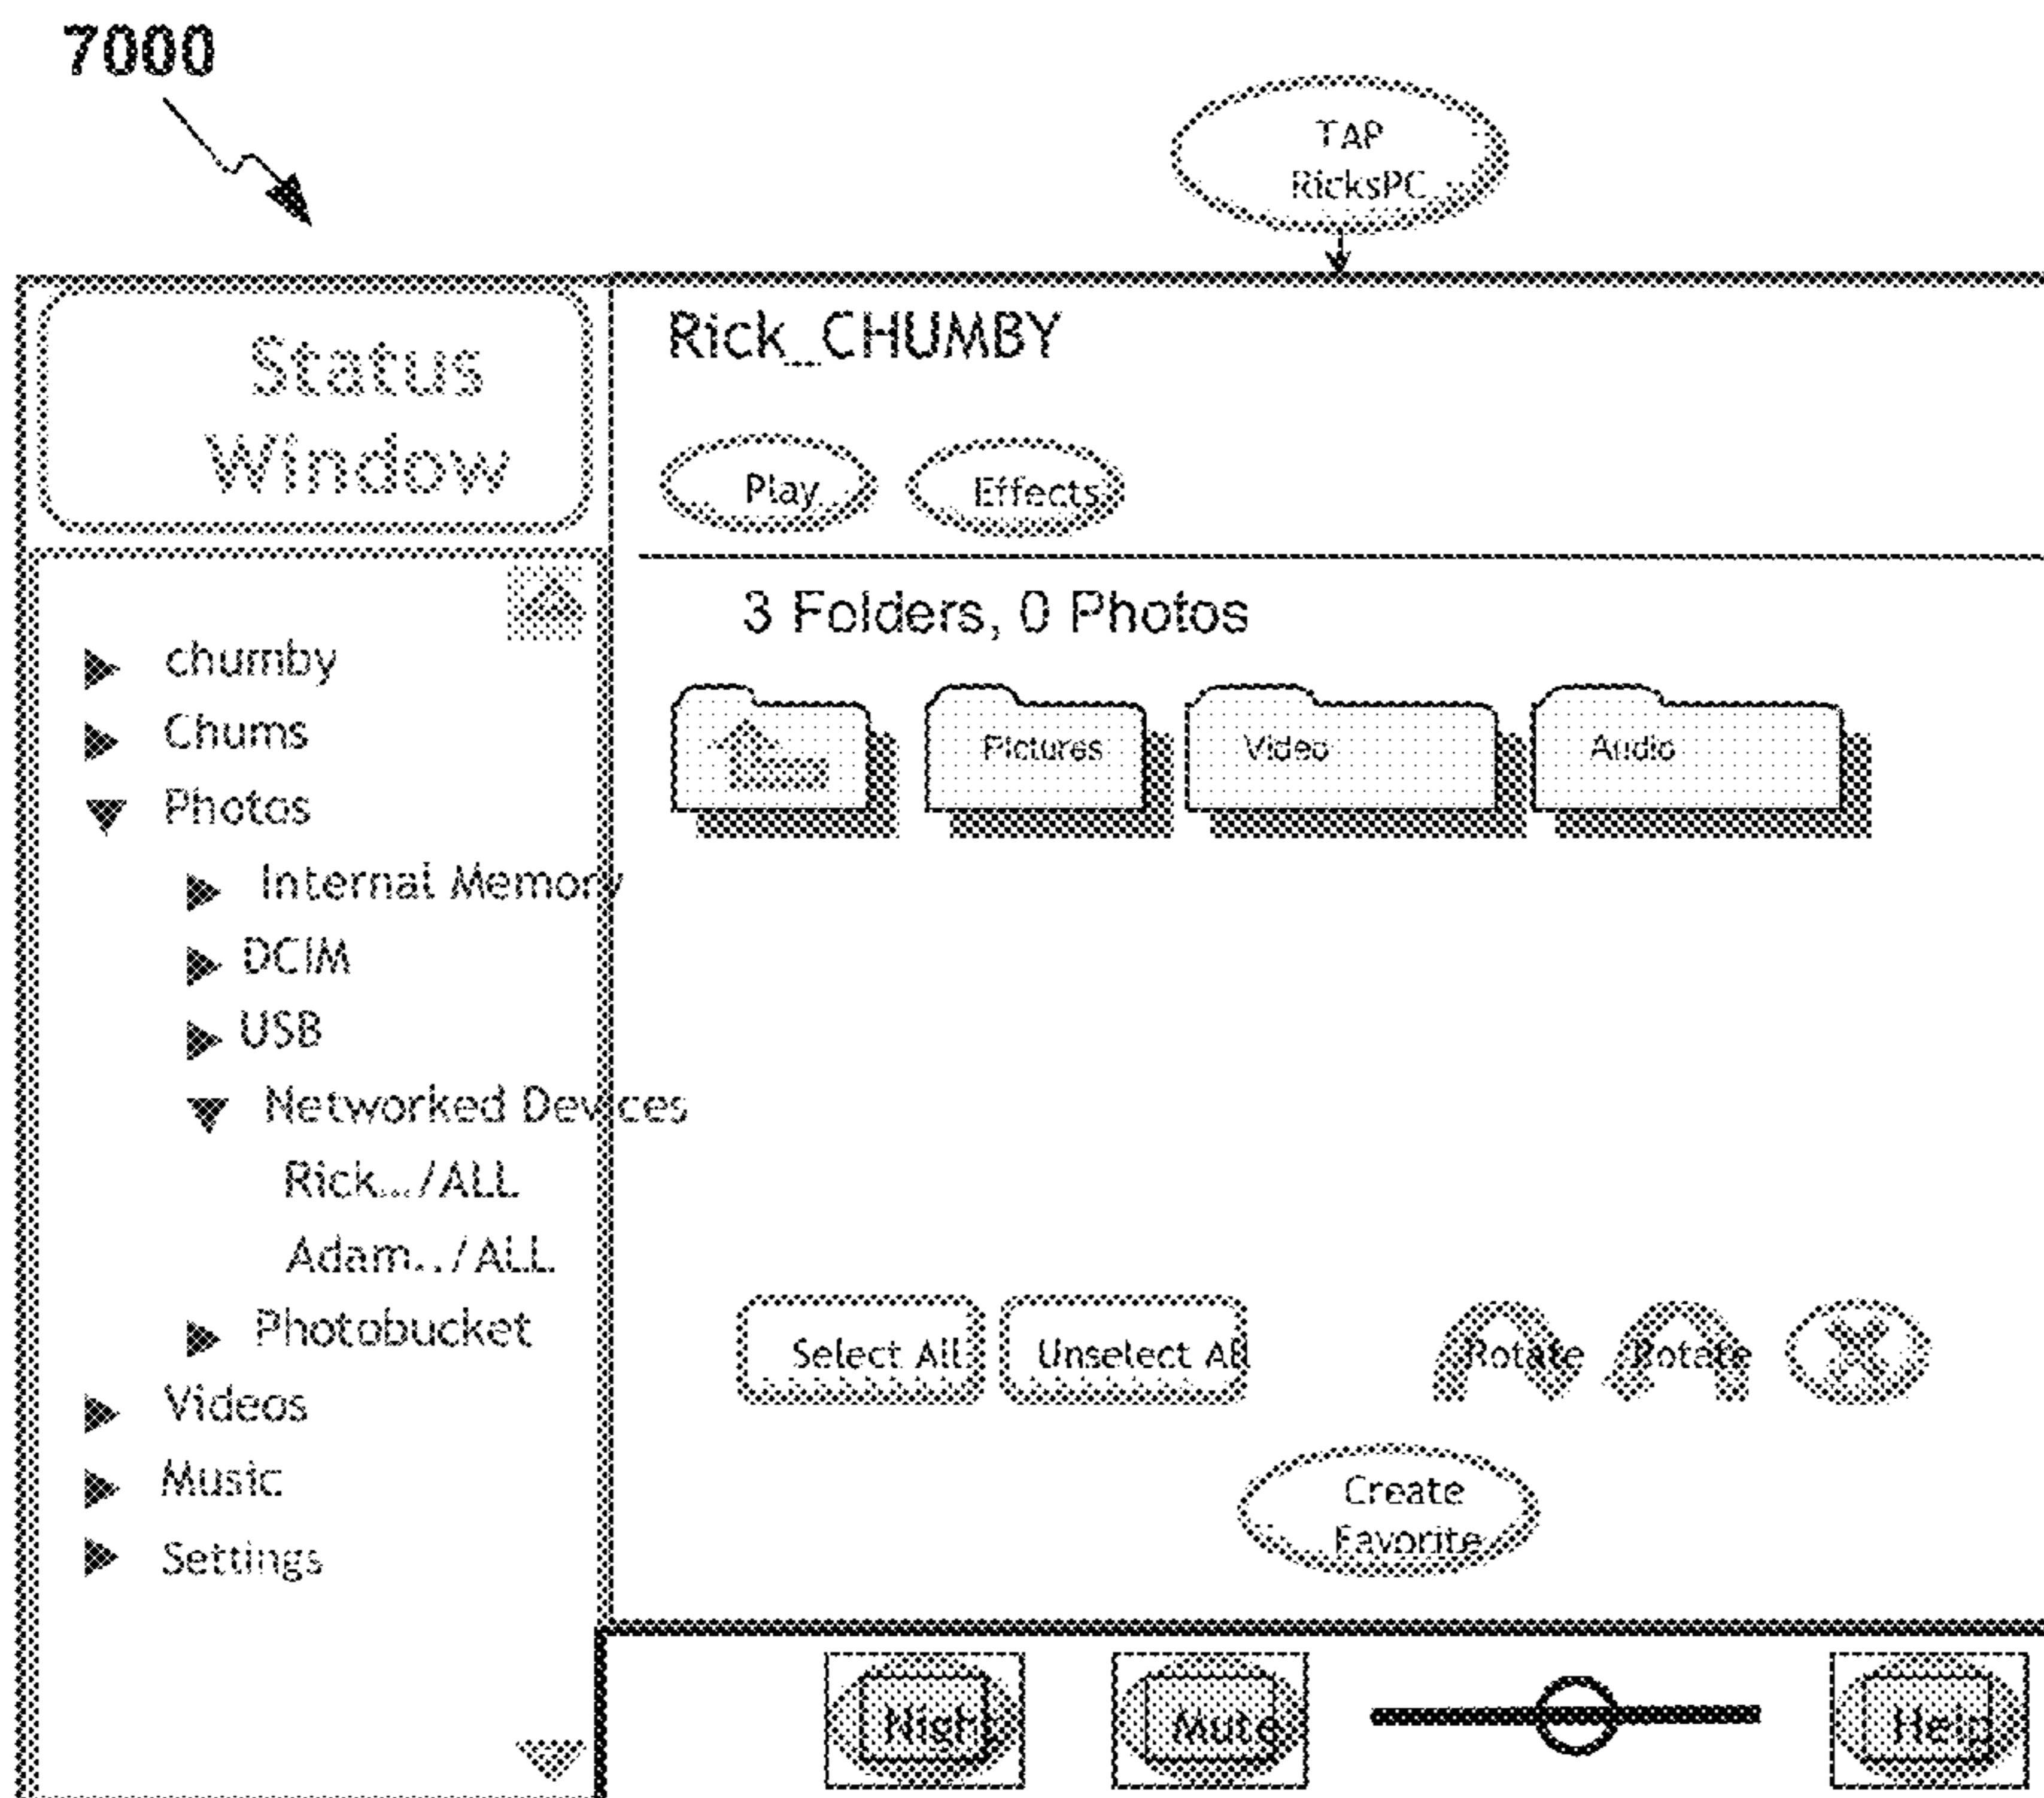 7000
TAP
RicksPC
Status
Window
Rick_CHUMBY
Play
Effects
3 Folders, 0 Photos
Pictures
Video
Audio
chumby
Chums
Photos
Internal Memory
DCIM
USB
Networked Devices
Rick.../ALL
Adam.../ALL
Photobucket
Videos
Music
Settings
Select All
Unselect All
Rotate
Rotate
X
Create
Favorite
Night
Mute
Help